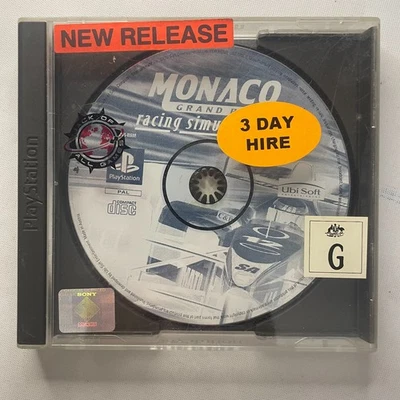 NEW RELEASE
MONACO
GRAND
racing simu
3 DAY
HIRE
PlayStation
PlayStation
PAL
COMPACT
disc
Ubi Soft
G
SONY